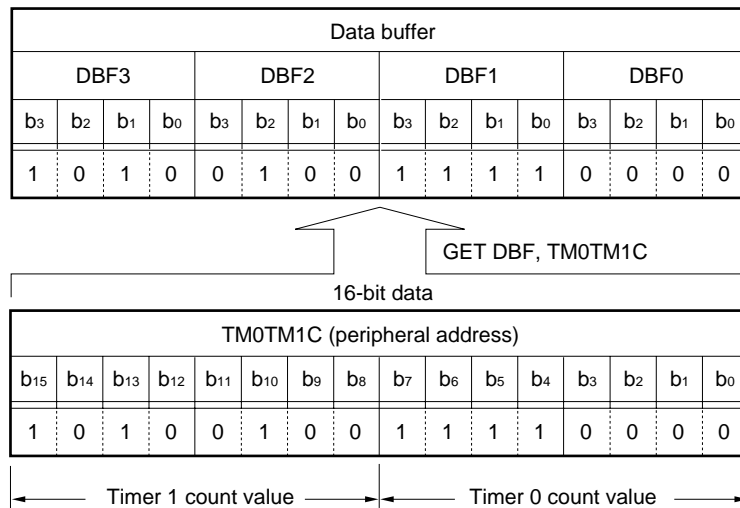 Data buffer
DBF3 DBF2 DBF1 DBF0
b3 b2 b1 b0 b3 b2 b1 b0 b3 b2 b1 b0 b3 b2 b1 b0
1 0 1 0 0 1 0 0 1 1 1 1 0 0 0 0
GET DBF, TM0TM1C
16-bit data
TM0TM1C (peripheral address)
b15 b14 b13 b12 b11 b10 b9 b8 b7 b6 b5 b4 b3 b2 b1 b0
1 0 1 0 0 1 0 0 1 1 1 1 0 0 0 0
Timer 1 count value Timer 0 count value